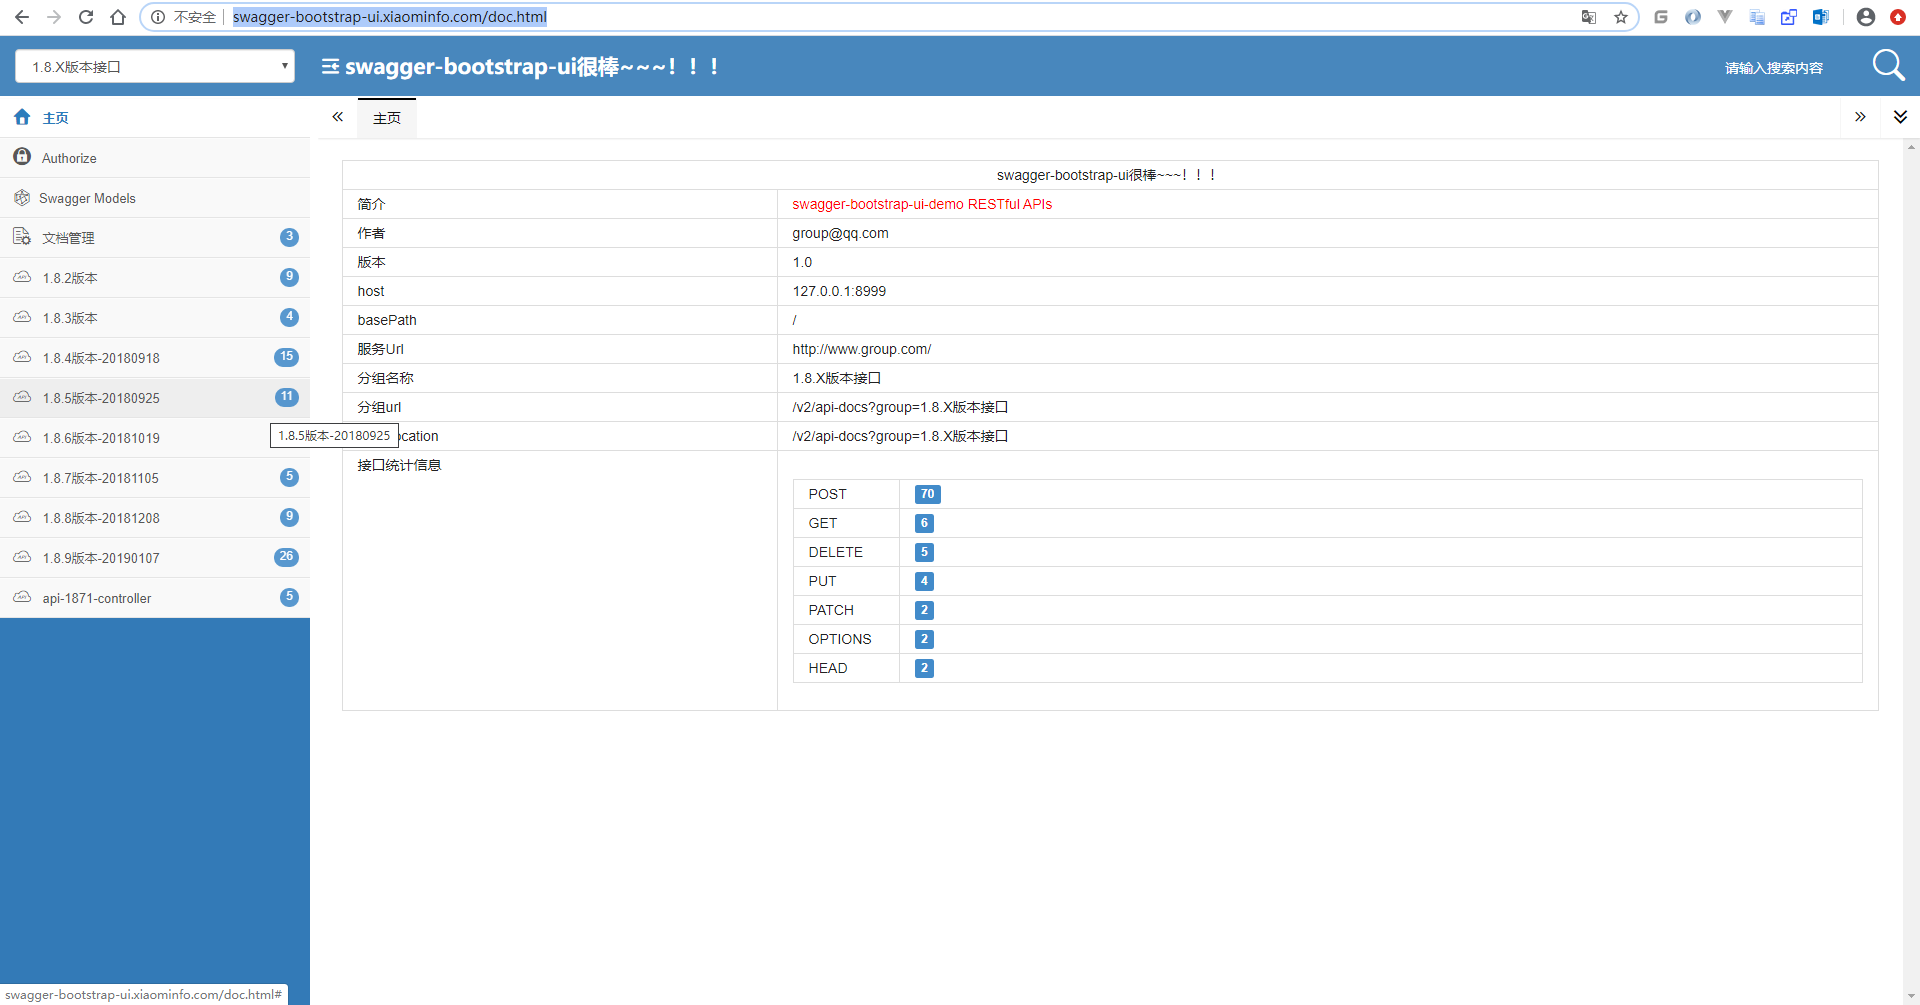 不安全
swagger-bootstrap-ui.xiaominfo.com/doc.html
1.8.X版本接口
swagger-bootstrap-ui很棒~~~！！！
请输入搜索内容
主页
Authorize
Swagger Models
文档管理 3
1.8.2版本 9
1.8.3版本 4
1.8.4版本-20180918 15
1.8.5版本-20180925 11
1.8.6版本-20181019
1.8.7版本-20181105 5
1.8.8版本-20181208 9
1.8.9版本-20190107 26
api-1871-controller 5
1.8.5版本-20180925
主页
swagger-bootstrap-ui很棒~~~！！！
简介 swagger-bootstrap-ui-demo RESTful APIs
作者 group@qq.com
版本 1.0
host 127.0.0.1:8999
basePath /
服务Url http://www.group.com/
分组名称 1.8.X版本接口
分组url /v2/api-docs?group=1.8.X版本接口
ocation /v2/api-docs?group=1.8.X版本接口
接口统计信息
POST 70
GET 6
DELETE 5
PUT 4
PATCH 2
OPTIONS 2
HEAD 2
swagger-bootstrap-ui.xiaominfo.com/doc.html#